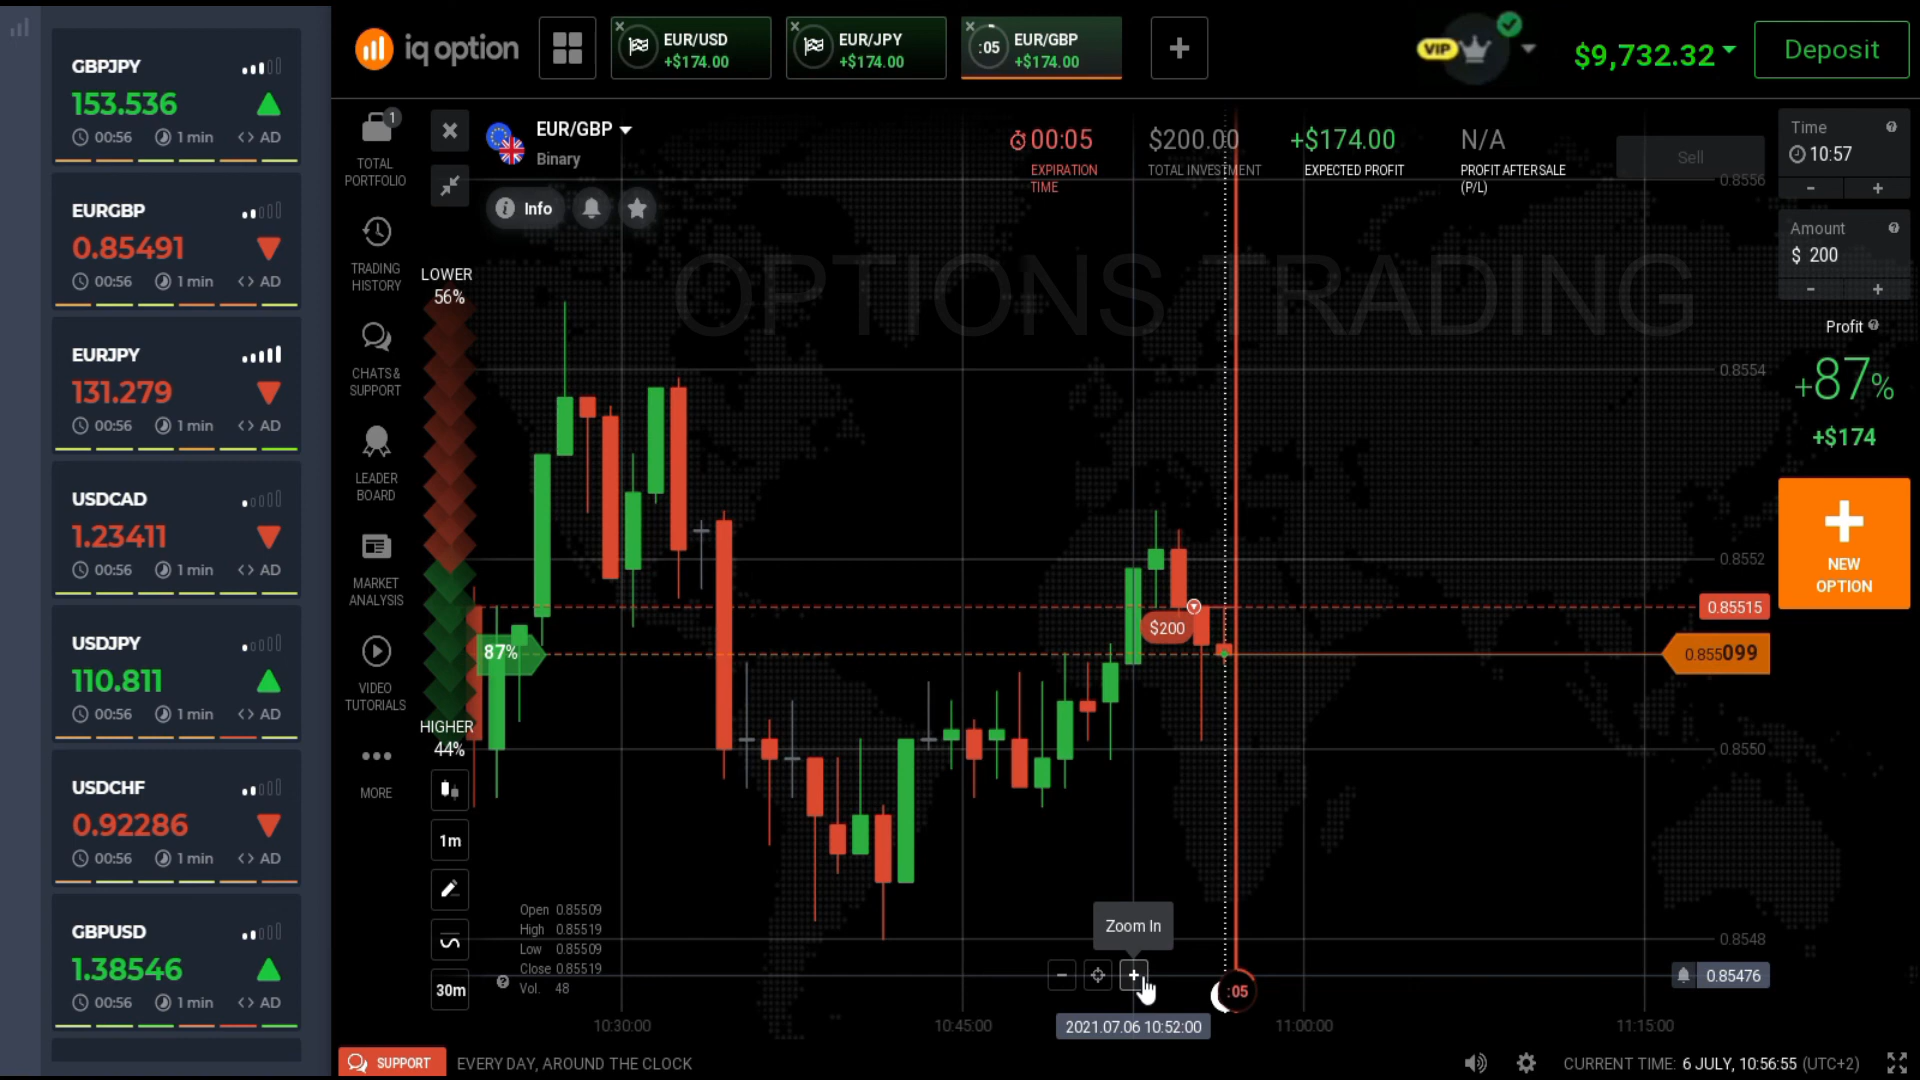 GBPJPY
153.536
00:56 1 min <> AD
EURGBP
0.85491
00:56 1 min <> AD
EURJPY
131.279
00:56 1 min <> AD
USDCAD
1.23411
00:56 1 min <> AD
USDJPY
110.811
00:56 1 min <> AD
USDCHF
0.92286
00:56 1 min <> AD
GBPUSD
1.38546
00:56 1 min <> AD
iq option
EUR/USD
+$174.00
EUR/JPY
+$174.00
:05
EUR/GBP
+$174.00
VIP
$9,732.32
Deposit
1
TOTAL
PORTFOLIO
TRADING
HISTORY
CHATS &
SUPPORT
LEADER
BOARD
MARKET
ANALYSIS
VIDEO
TUTORIALS
MORE
EUR/GBP
Binary
Info
00:05
EXPIRATION
TIME
$200.00
TOTAL INVESTMENT
+$174.00
EXPECTED PROFIT
N/A
PROFIT AFTER SALE
(P/L)
Sell
OPTIONS TRADING
LOWER
56%
87%
HIGHER
44%
1m
30m
Open 0.85509
High 0.85519
Low 0.85509
Close 0.85519
Vol. 48
$200
0.8556
0.8554
0.8552
0.85515
0.855099
0.8550
0.8548
0.85476
Zoom In
:05
10:30:00
10:45:00
2021.07.06 10:52:00
11:00:00
11:15:00
Time
10:57
- +
Amount
$ 200
- +
Profit
+87%
+$174
NEW
OPTION
SUPPORT
EVERY DAY, AROUND THE CLOCK
CURRENT TIME: 6 JULY, 10:56:55 (UTC+2)